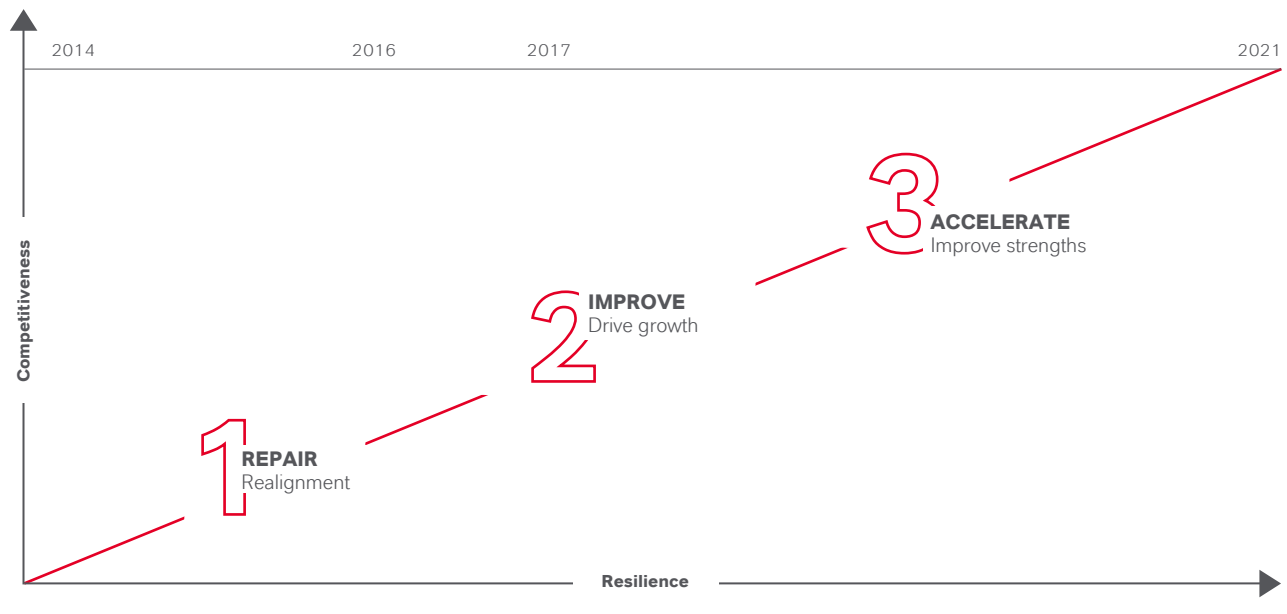 2014 2016 2017 2021
3
ACCELERATE
Improve strengths
Competitiveness
2
IMPROVE
Drive growth
1
REPAIR
Realignment
Resilience